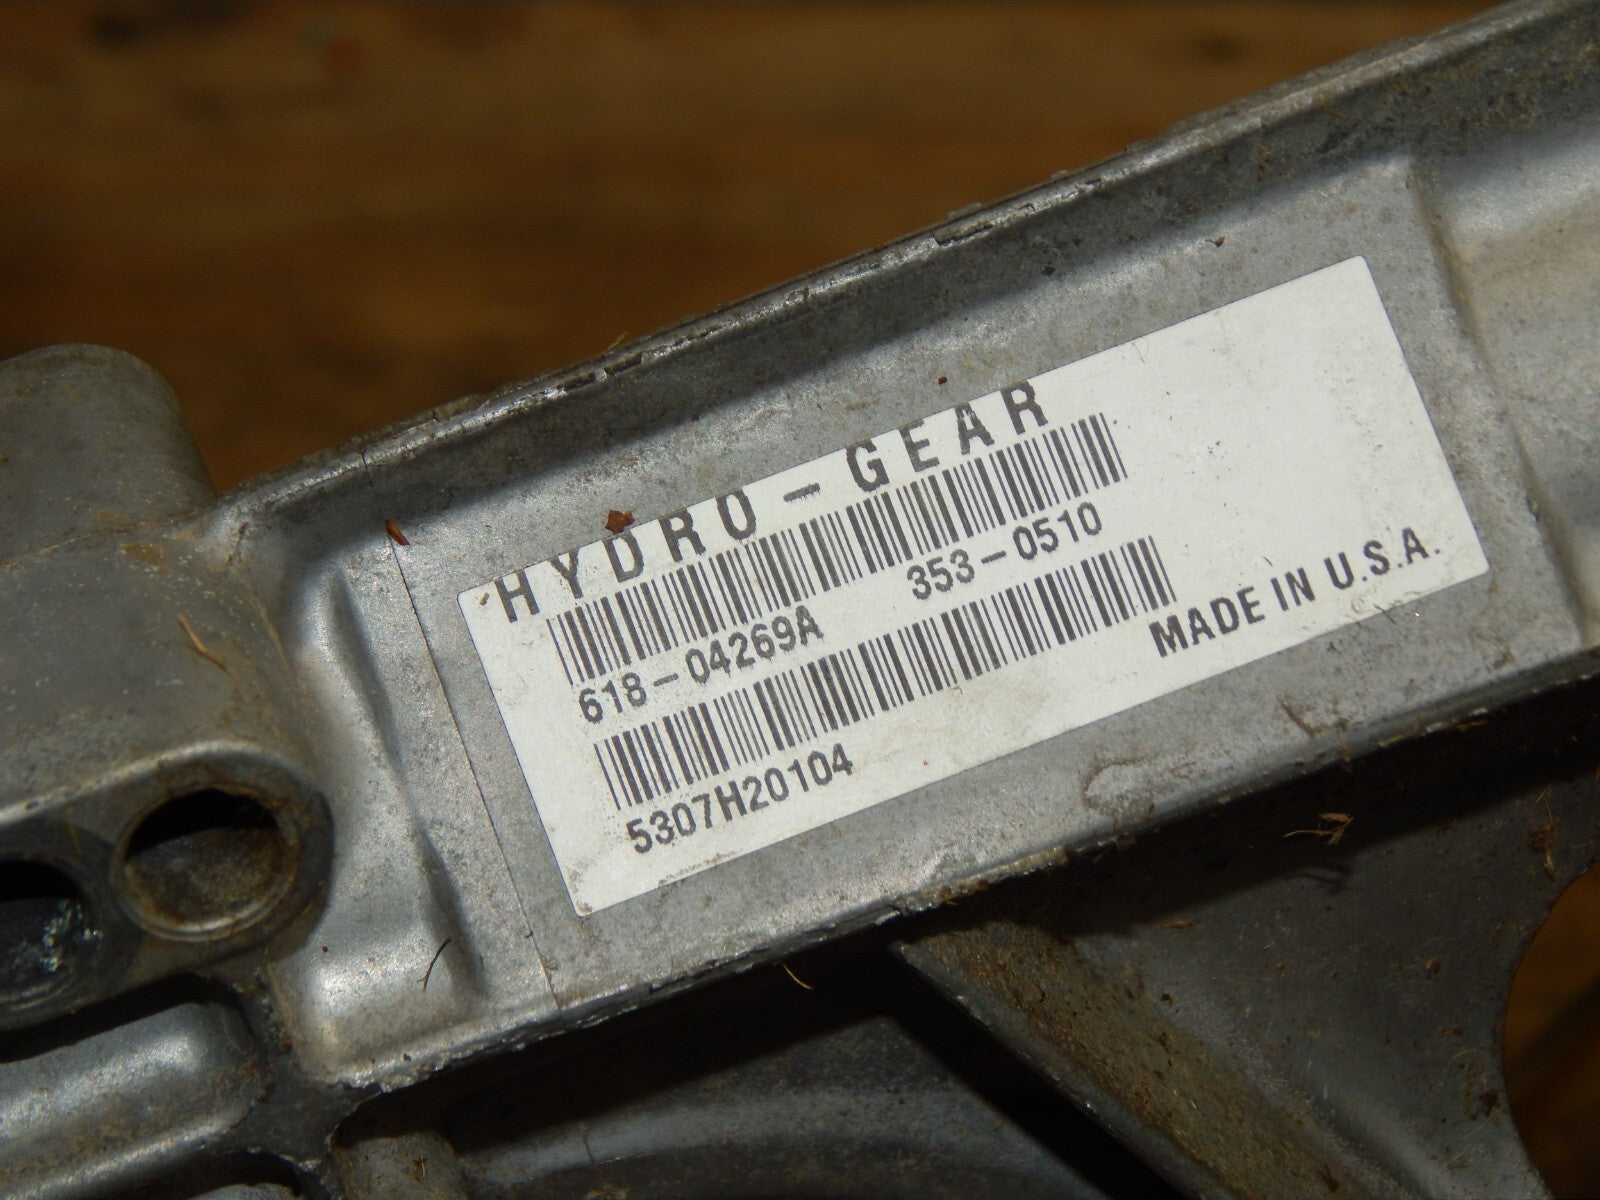 HYDRO-GEAR
618-04269A 353-0510
5307H20104
MADE IN U.S.A.